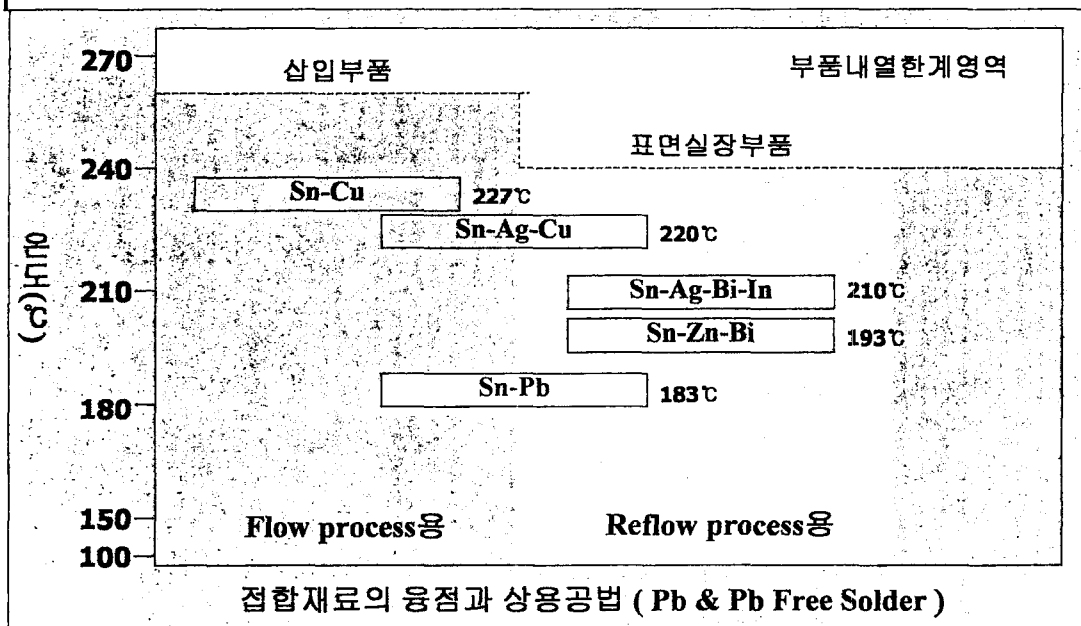 270
삽입부품
부품내열한계영역
표면실장부품
240
Sn-Cu
227℃
Sn-Ag-Cu
220℃
210
Sn-Ag-Bi-In
210℃
Sn-Zn-Bi
193℃
Sn-Pb
183℃
180
온도대(℃)
150
Flow process용
Reflow process용
100
접합재료의 융점과 상용공법 ( Pb & Pb Free Solder )